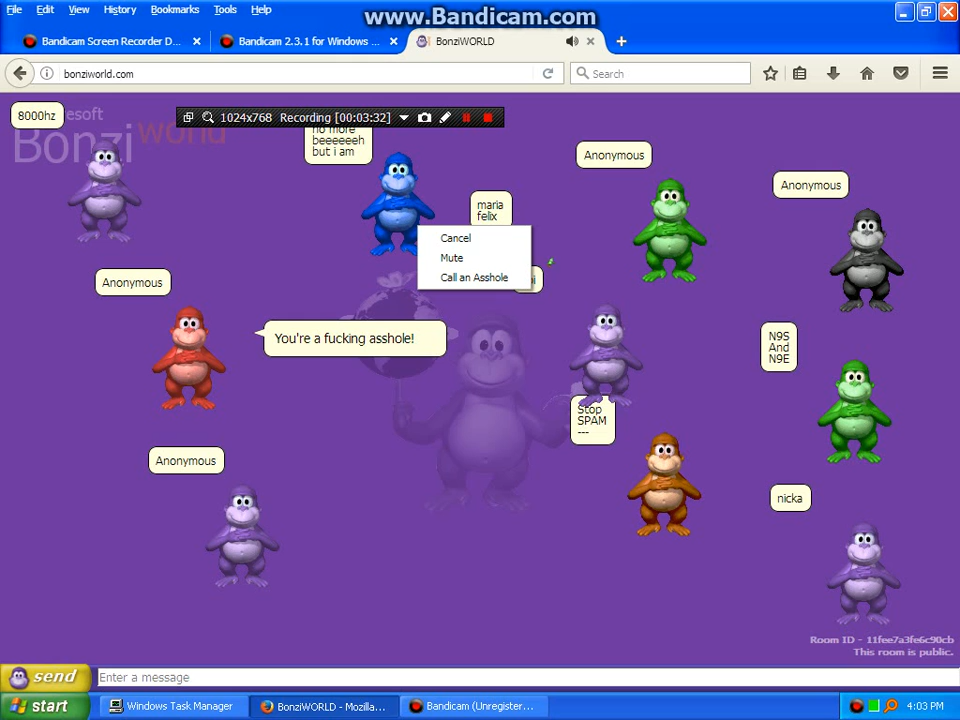 File Edit View History Bookmarks Tools Help
www.Bandicam.com
Bandicam Screen Recorder D...
Bandicam 2.3.1 for Windows ...
BonziWORLD
bonziworld.com
Search
1024x768 Recording [00:03:32]
8000hz
esoft
Bonzi
world
no more
beeeeeeh
but i am
Anonymous
Anonymous
maria
felix
Cancel
Mute
Call an Asshole
Anonymous
You're a fucking asshole!
N9S
And
N9E
Stop
SPAM
---
Anonymous
nicka
Room ID - 11fee7a3fe6c90cb
This room is public.
send
Enter a message
start
Windows Task Manager
BonziWORLD - Mozilla...
Bandicam (Unregister...
4:03 PM